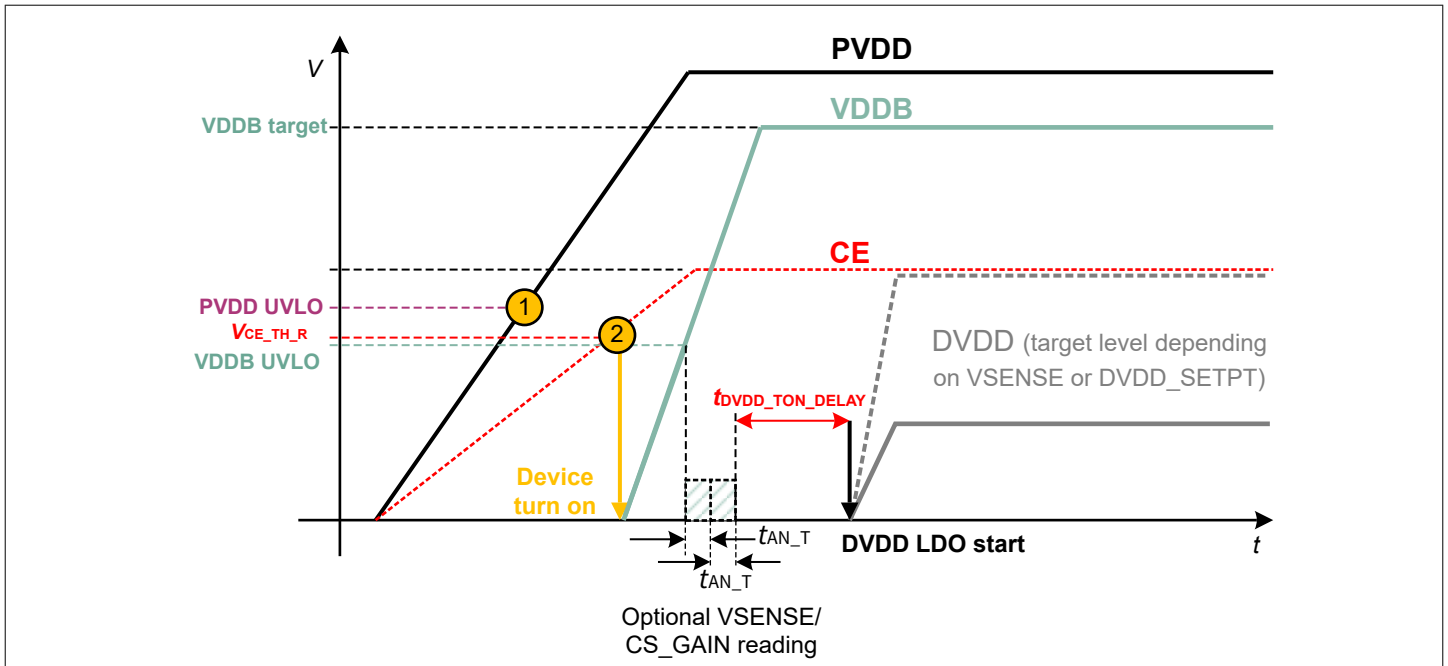 PVDD
V
VDDB
VDDB target
CE
PVDD UVLO
1
VCE_TH_R
2
VDDB UVLO
DVDD (target level depending
on VSENSE or DVDD_SETPT)
tDVDD_TON_DELAY
Device
turn on
tAN_T
DVDD LDO start
t
tAN_T
Optional VSENSE/
CS_GAIN reading